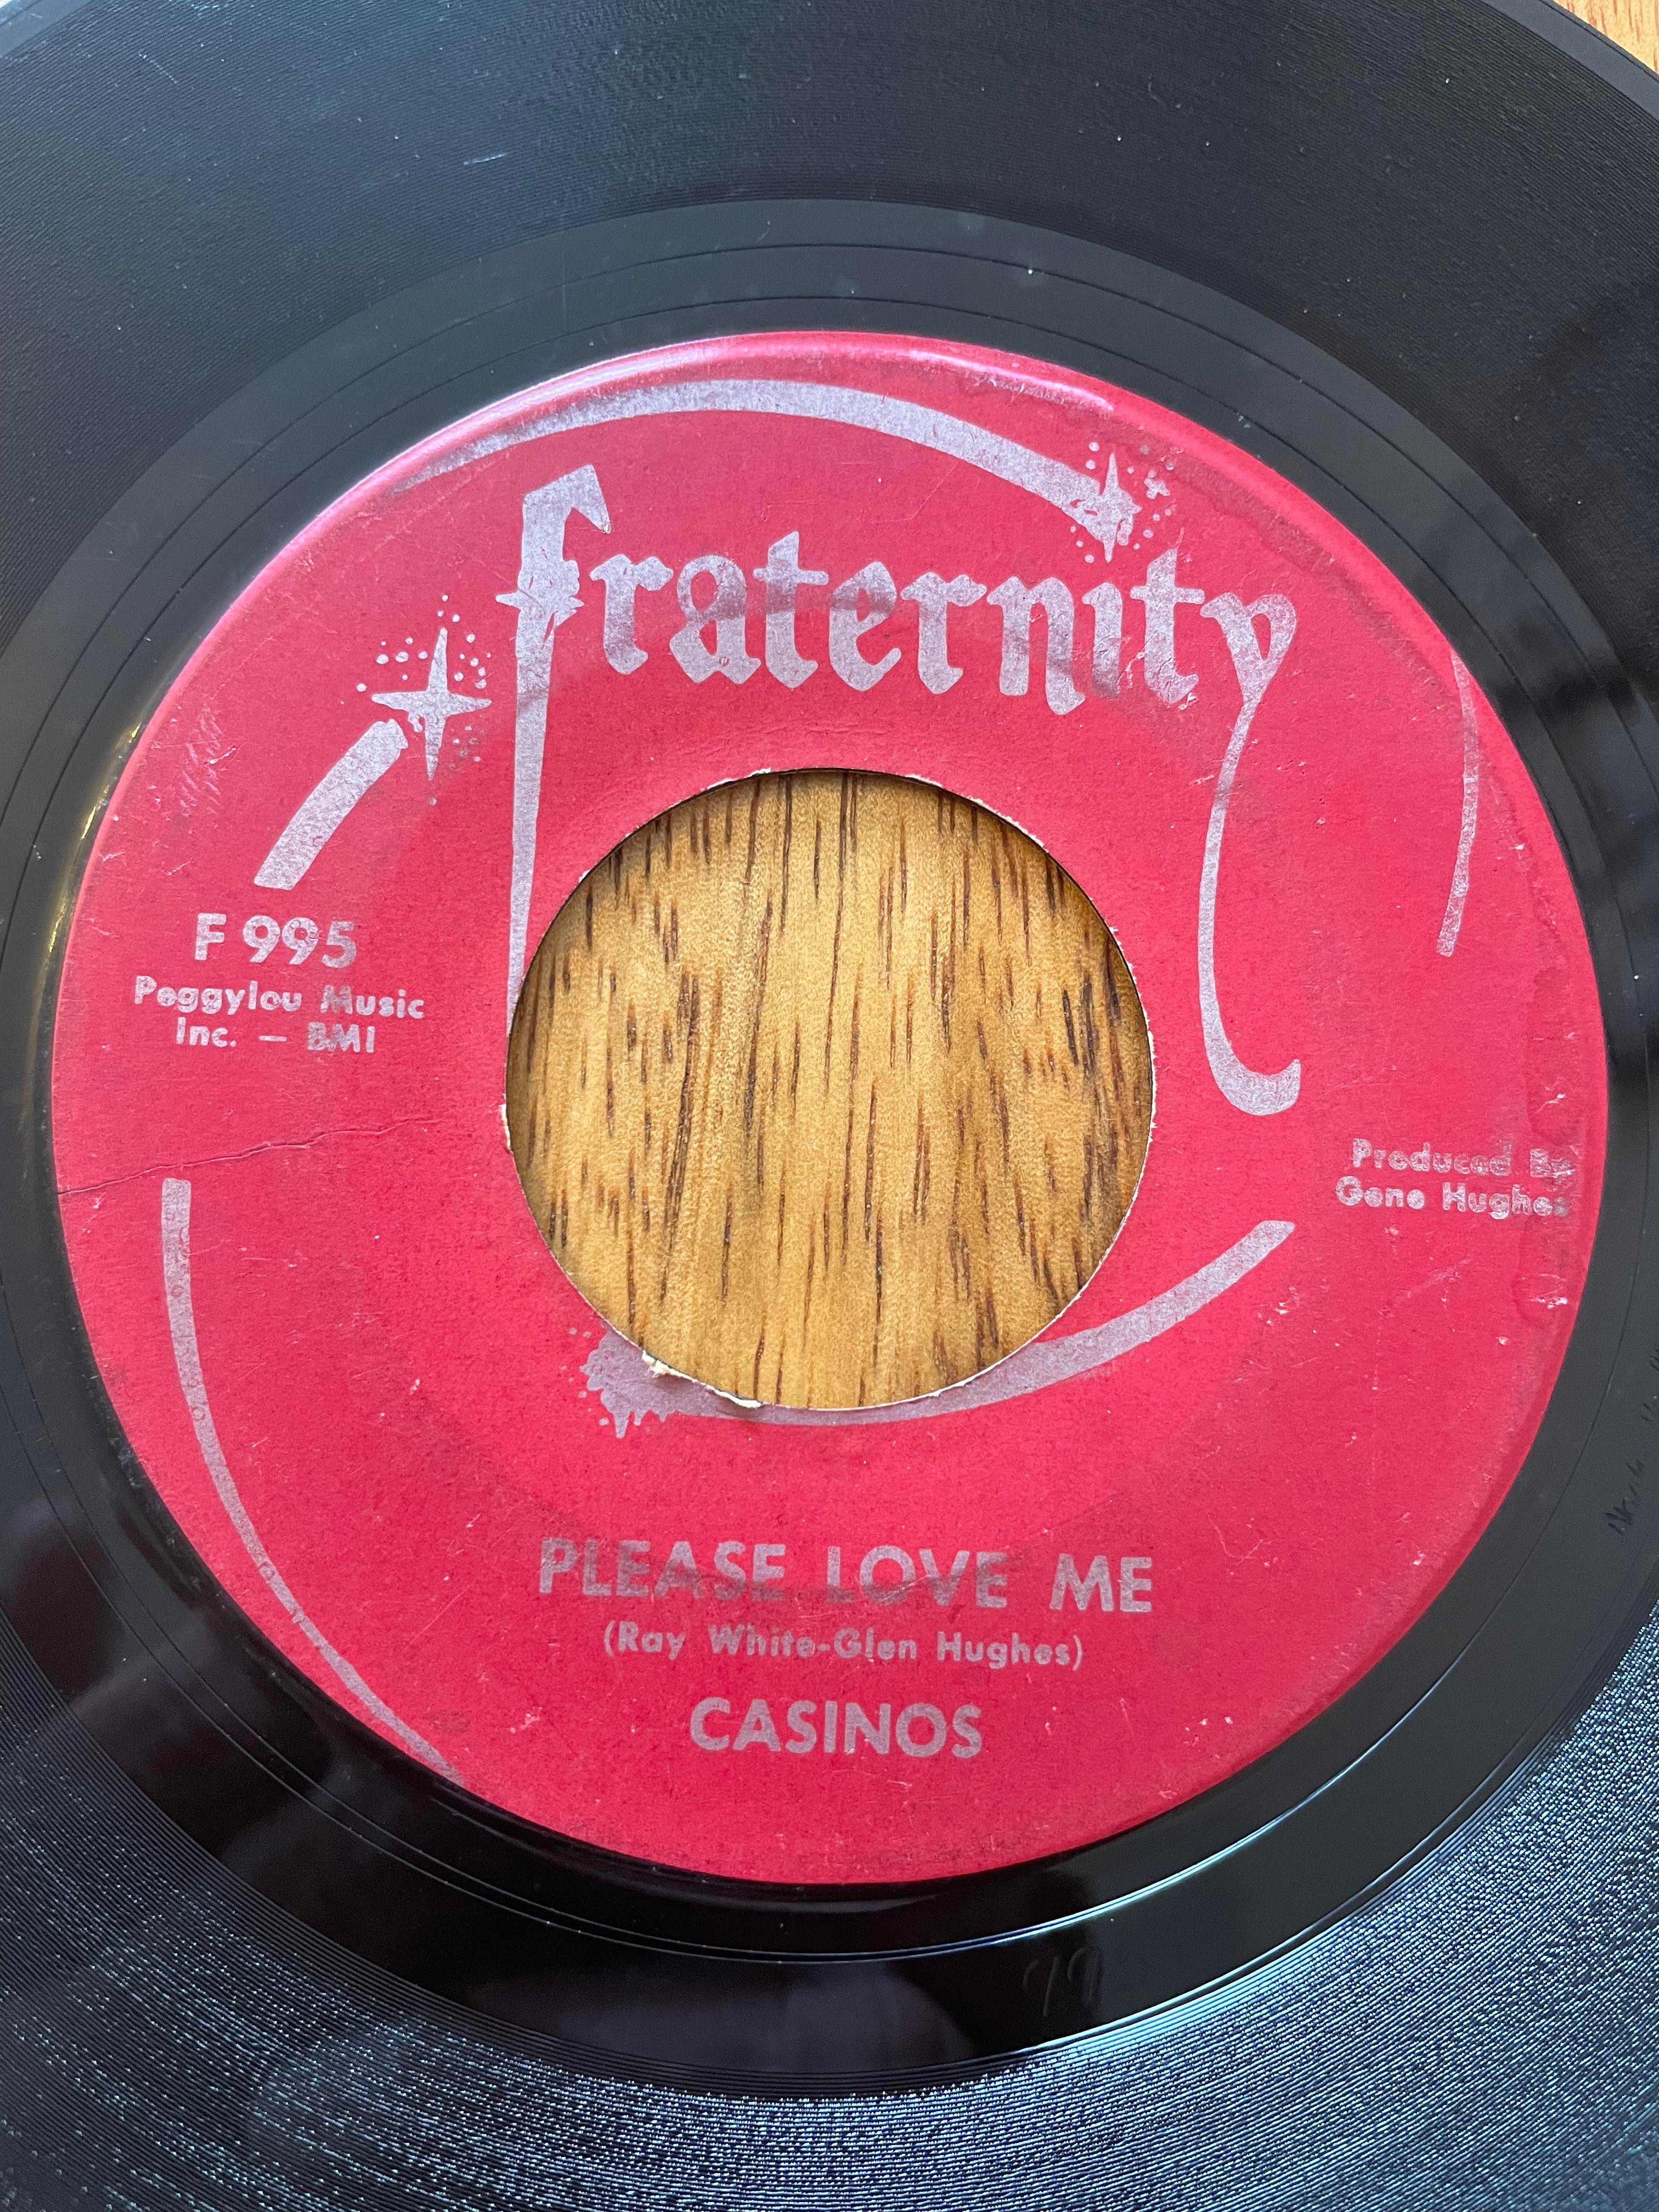 fraternity
F 995
Peggylou Music
Inc. — BMI
Produced By
Gene Hughes
PLEASE LOVE ME
(Ray White-Glen Hughes)
CASINOS